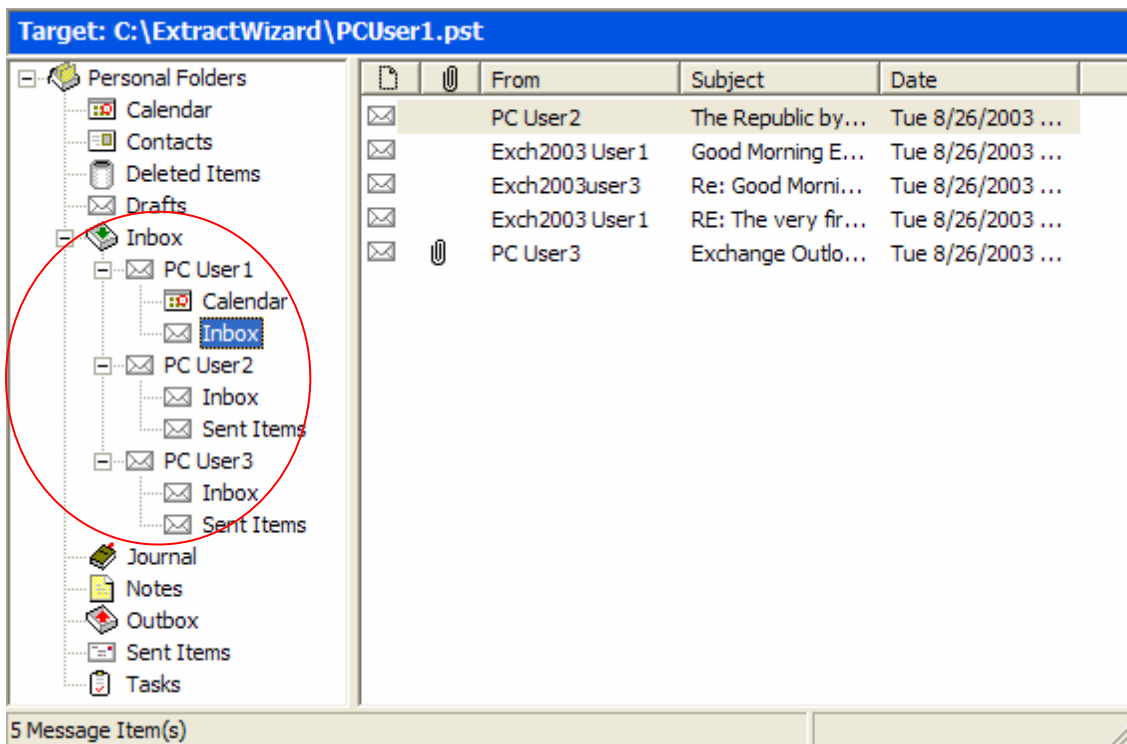 Target: C:\ExtractWizard\PCUser1.pst
Personal Folders
Calendar
Contacts
Deleted Items
Drafts
Inbox
PC User1
Calendar
Inbox
PC User2
Inbox
Sent Items
PC User3
Inbox
Sent Items
Journal
Notes
Outbox
Sent Items
Tasks
From Subject Date
PC User2 The Republic by... Tue 8/26/2003 ...
Exch2003 User1 Good Morning E... Tue 8/26/2003 ...
Exch2003user3 Re: Good Morni... Tue 8/26/2003 ...
Exch2003 User1 RE: The very fir... Tue 8/26/2003 ...
PC User3 Exchange Outlo... Tue 8/26/2003 ...
5 Message Item(s)